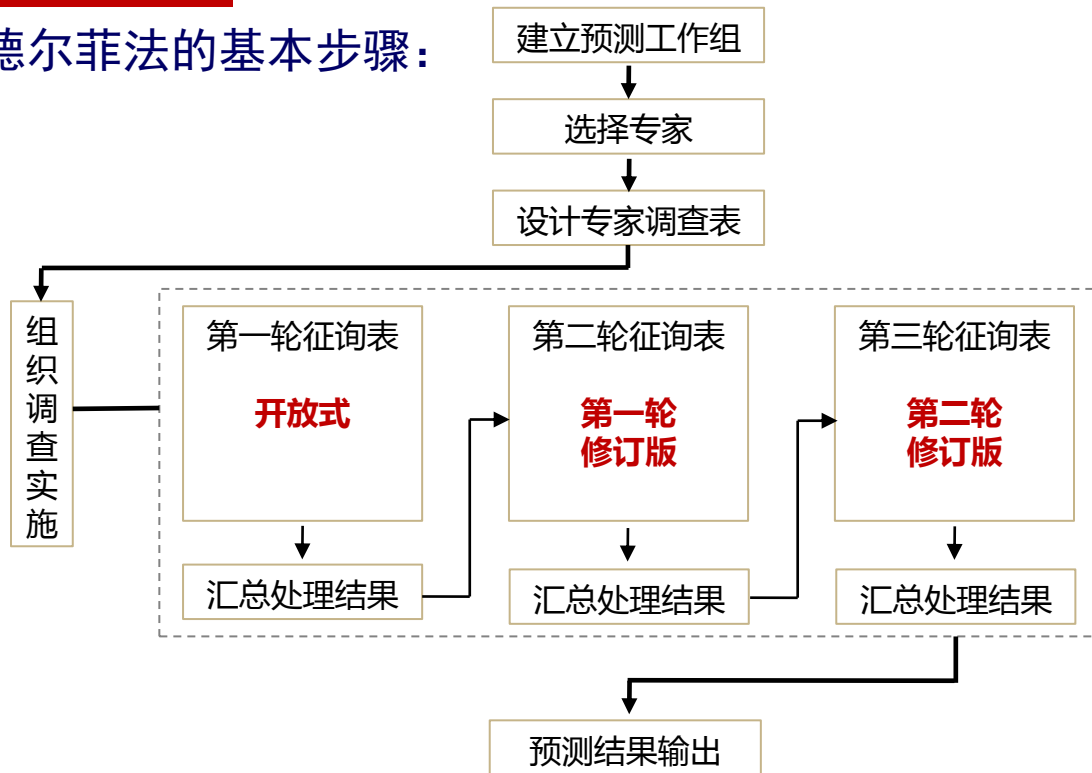 德尔菲法的基本步骤：
建立预测工作组
选择专家
设计专家调查表
组织调查实施
第一轮征询表
开放式
汇总处理结果
第二轮征询表
第一轮
修订版
汇总处理结果
第三轮征询表
第二轮
修订版
汇总处理结果
预测结果输出